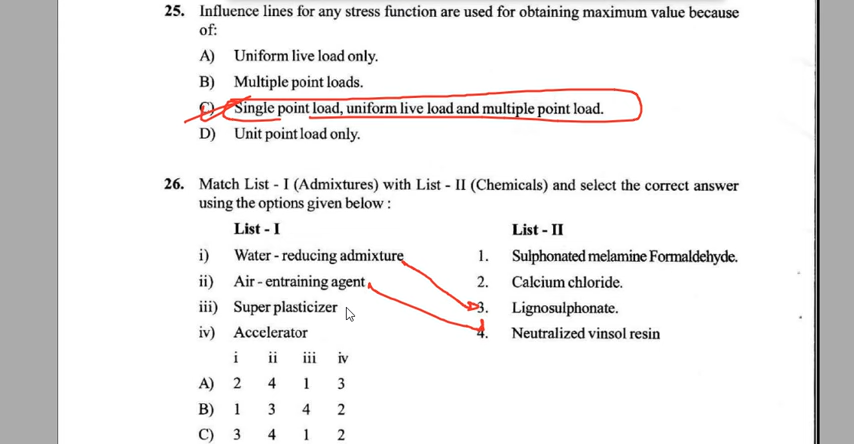 25. Influence lines for any stress function are used for obtaining maximum value because
of:
A) Uniform live load only.
B) Multiple point loads.
C) Single point load, uniform live load and multiple point load.
D) Unit point load only.
26. Match List - I (Admixtures) with List - II (Chemicals) and select the correct answer
using the options given below :
List - I List - II
i) Water - reducing admixture 1. Sulphonated melamine Formaldehyde.
ii) Air - entraining agent 2. Calcium chloride.
iii) Super plasticizer 3. Lignosulphonate.
iv) Accelerator 4. Neutralized vinsol resin
i ii iii iv
A) 2 4 1 3
B) 1 3 4 2
C) 3 4 1 2